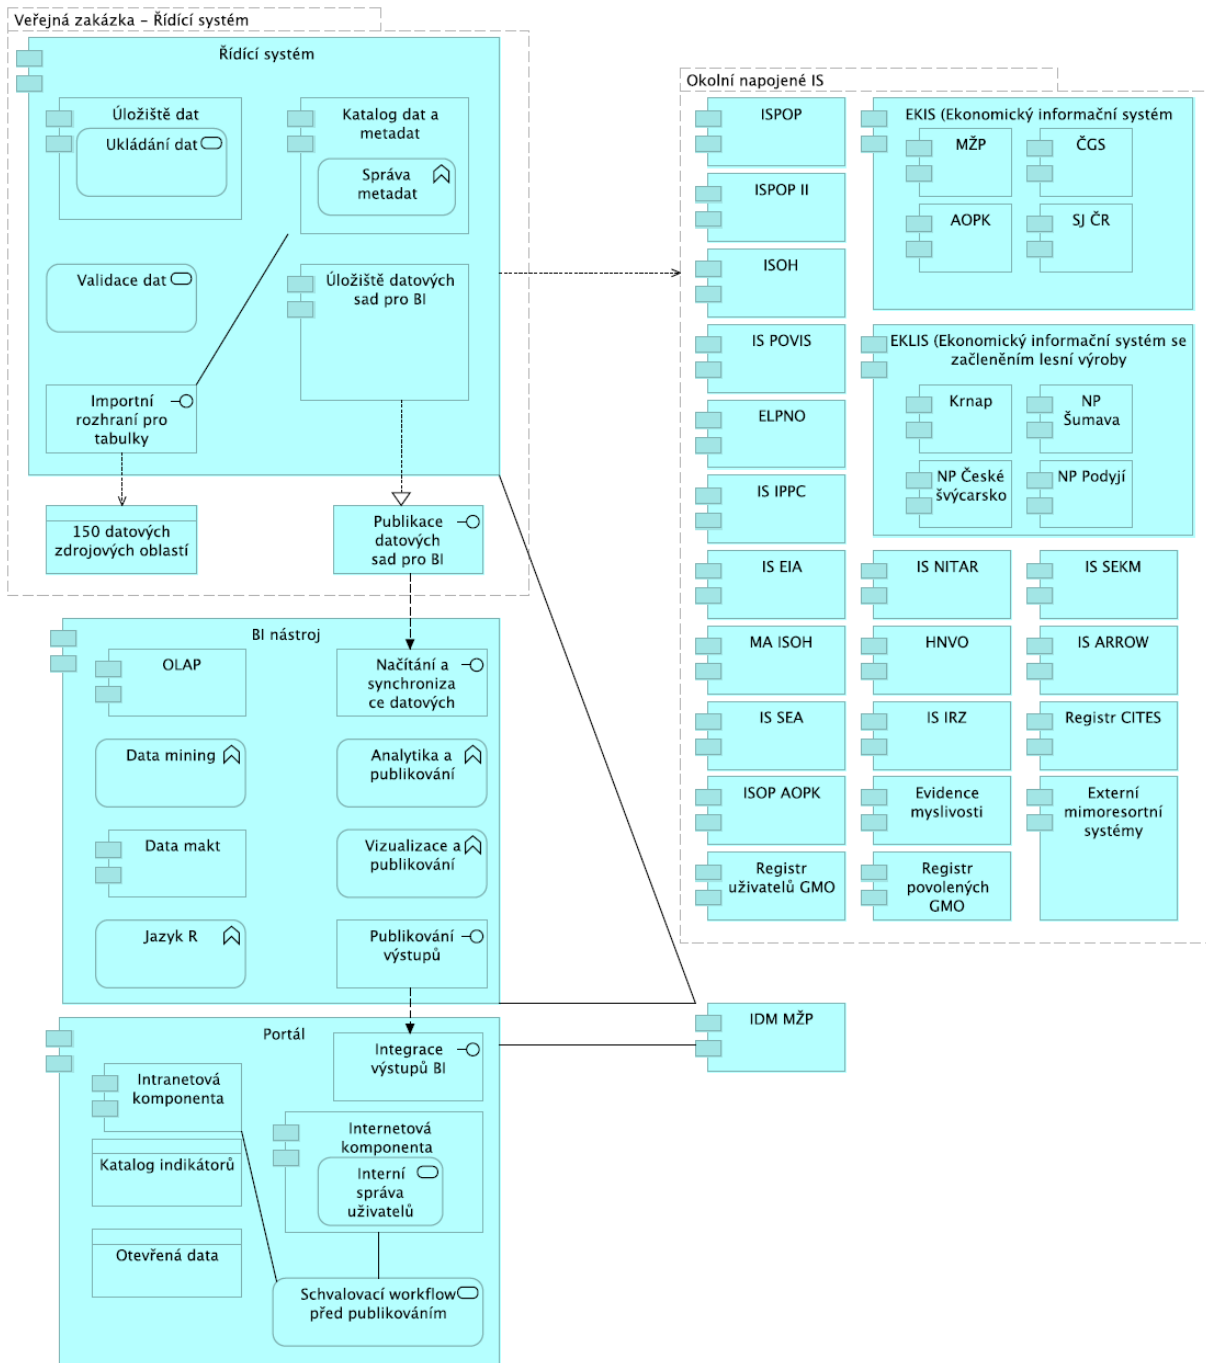 Veřejná zakázka – Řídící systém
Řídící systém
Úložiště dat
Ukládání dat
Katalog dat a
metadat
Správa
metadat
Validace dat
Úložiště datových
sad pro BI
Importní
rozhraní pro
tabulky
150 datových
zdrojových oblastí
Publikace
datových
sad pro BI
BI nástroj
OLAP
Načítání a
synchroniza
ce datových
Data mining
Analytika a
publikování
Data makt
Vizualizace a
publikování
Jazyk R
Publikování
výstupů
Portál
Integrace
výstupů BI
Intranetová
komponenta
Internetová
komponenta
Katalog indikátorů
Interní
správa
uživatelů
Otevřená data
Schvalovací workflow
před publikováním
Okolní napojené IS
ISPOP
ISPOP II
ISOH
IS POVIS
ELPNO
IS IPPC
EKIS (Ekonomický informační systém
MŽP
ČGS
AOPK
SJ ČR
EKLIS (Ekonomický informační systém se
začleněním lesní výroby
Krnap
NP
Šumava
NP České
švýcarsko
NP Podyjí
IS EIA
IS NITAR
IS SEKM
MA ISOH
HNVO
IS ARROW
IS SEA
IS IRZ
Registr CITES
ISOP AOPK
Evidence
myslivosti
Externí
mimoresortní
systémy
Registr
uživatelů GMO
Registr
povolených
GMO
IDM MŽP